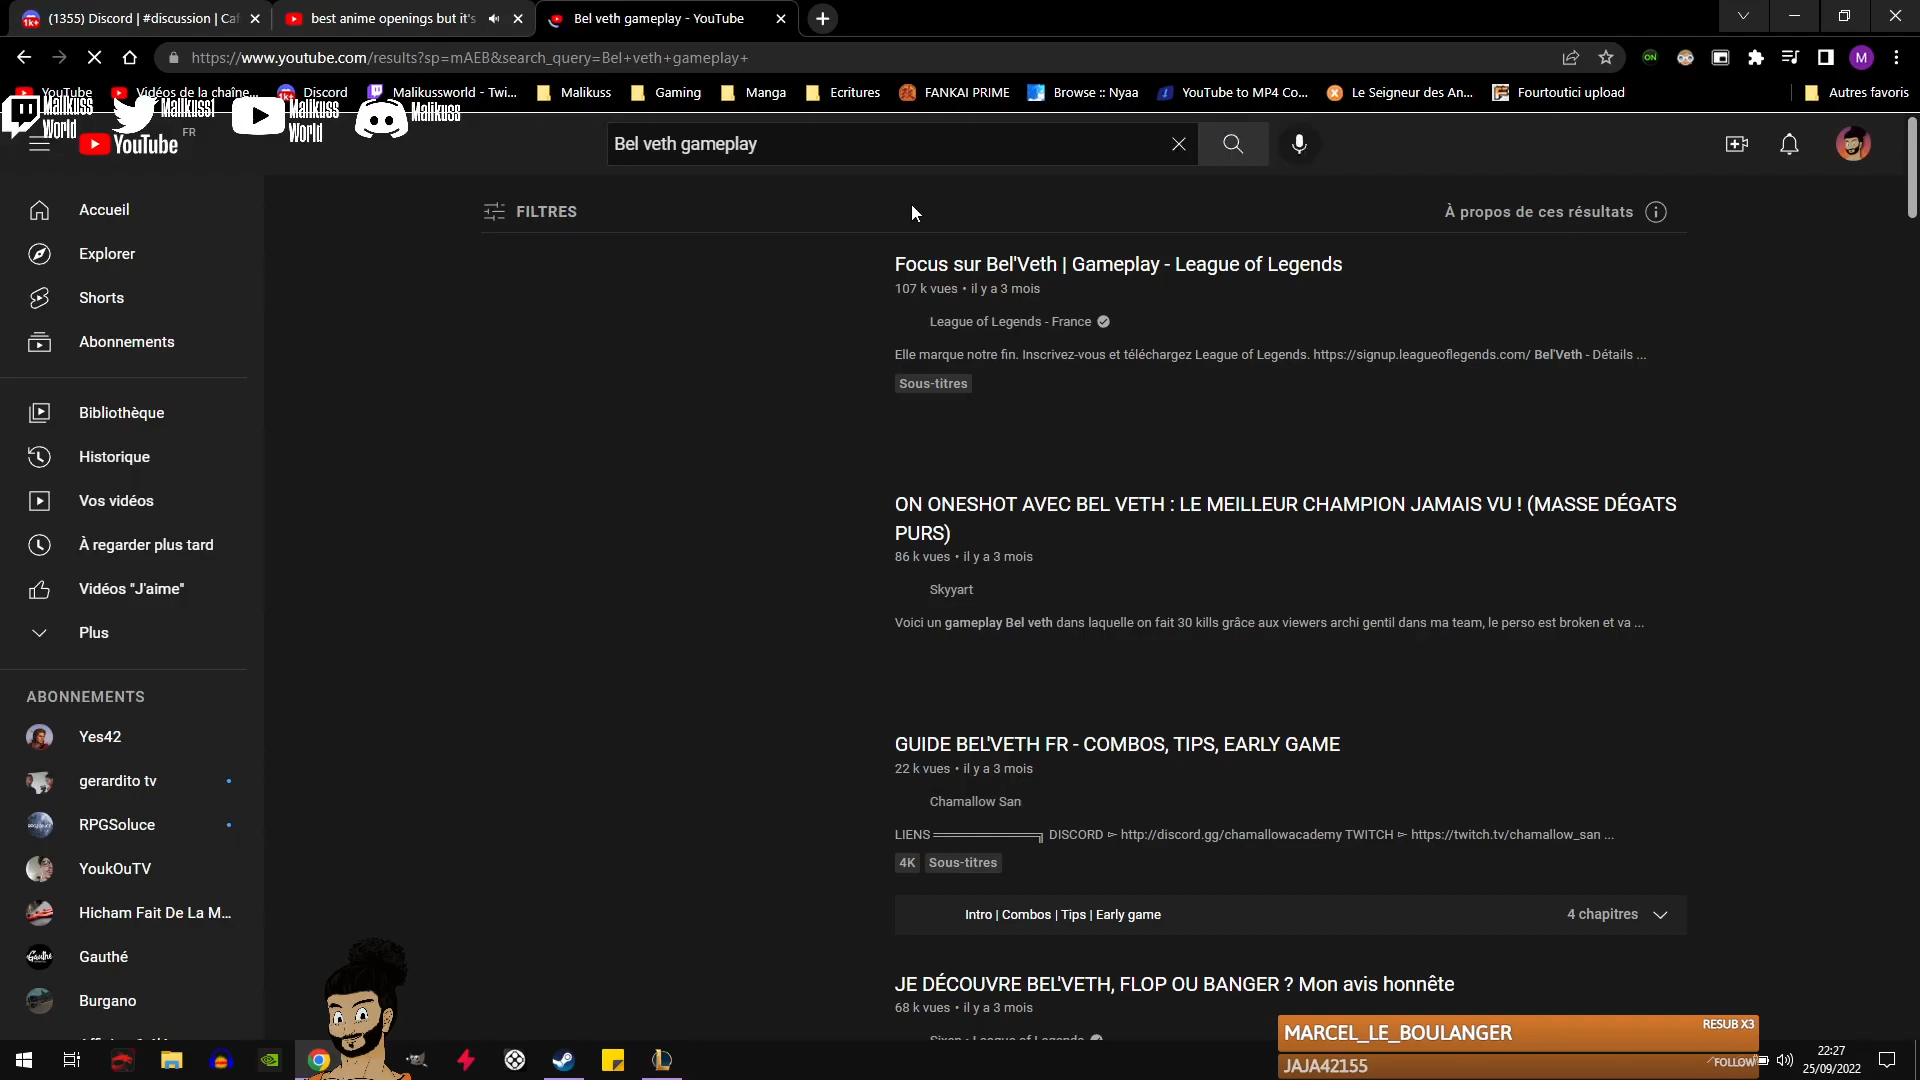 (1355) Discord | #discussion | Caf
best anime openings but it's
Bel veth gameplay - YouTube
https://www.youtube.com/results?sp=mAEB&search_query=Bel+veth+gameplay+
ON
M
YouTube
Vidéos de la chaîne...
Discord
Malikussworld - Twi...
Malikuss
Gaming
Manga
Ecritures
FANKAI PRIME
Browse :: Nyaa
YouTube to MP4 Co...
Le Seigneur des An...
Fourtoutici upload
Autres favoris
Malikuss
World
Malikuss1
Malikuss
World
Malikuss
YouTube
FR
Bel veth gameplay
Accueil
Explorer
Shorts
Abonnements
Bibliothèque
Historique
Vos vidéos
À regarder plus tard
Vidéos "J'aime"
Plus
ABONNEMENTS
Yes42
gerardito tv
RPGSoluce
YoukOuTV
Hicham Fait De La M...
Gauthé
Burgano
FILTRES
À propos de ces résultats
Focus sur Bel'Veth | Gameplay - League of Legends
107 k vues • il y a 3 mois
League of Legends - France
Elle marque notre fin. Inscrivez-vous et téléchargez League of Legends. https://signup.leagueoflegends.com/ Bel'Veth - Détails ...
Sous-titres
ON ONESHOT AVEC BEL VETH : LE MEILLEUR CHAMPION JAMAIS VU ! (MASSE DÉGATS
PURS)
86 k vues • il y a 3 mois
Skyyart
Voici un gameplay Bel veth dans laquelle on fait 30 kills grâce aux viewers archi gentil dans ma team, le perso est broken et va ...
GUIDE BEL'VETH FR - COMBOS, TIPS, EARLY GAME
22 k vues • il y a 3 mois
Chamallow San
LIENS ═════════════╗ DISCORD ► http://discord.gg/chamallowacademy TWITCH ► https://twitch.tv/chamallow_san ...
4K Sous-titres
Intro | Combos | Tips | Early game
4 chapitres
JE DÉCOUVRE BEL'VETH, FLOP OU BANGER ? Mon avis honnête
68 k vues • il y a 3 mois
MARCEL_LE_BOULANGER
RESUB X3
JAJA42155
FOLLOW
22:27
25/09/2022